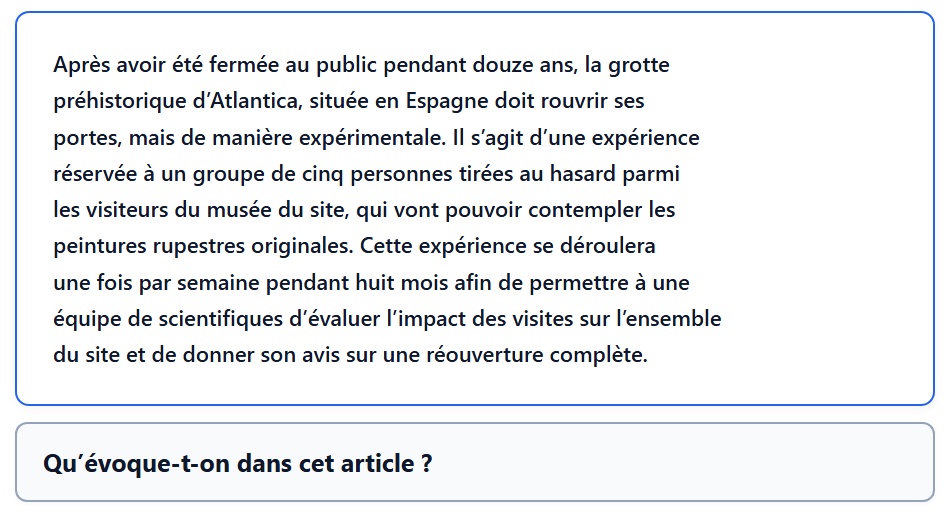 Après avoir été fermée au public pendant douze ans, la grotte
préhistorique d’Atlantica, située en Espagne doit rouvrir ses
portes, mais de manière expérimentale. Il s’agit d’une expérience
réservée à un groupe de cinq personnes tirées au hasard parmi
les visiteurs du musée du site, qui vont pouvoir contempler les
peintures rupestres originales. Cette expérience se déroulera
une fois par semaine pendant huit mois afin de permettre à une
équipe de scientifiques d’évaluer l’impact des visites sur l’ensemble
du site et de donner son avis sur une réouverture complète.
Qu’évoque-t-on dans cet article ?